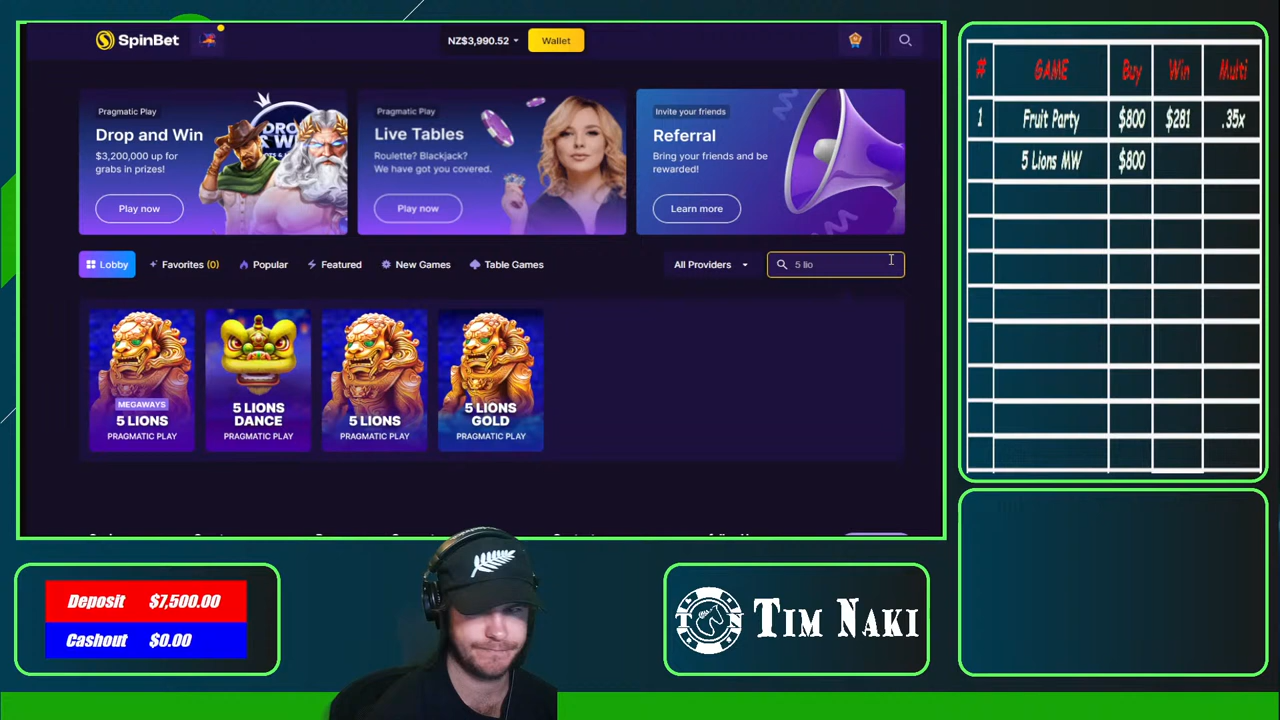 SpinBet
NZ$3,990.52
Wallet
Pragmatic Play
Drop and Win
$3,200,000 up for
grabs in prizes!
Play now
Pragmatic Play
Live Tables
Roulette? Blackjack?
We have got you covered.
Play now
Invite your friends
Referral
Bring your friends and be
rewarded!
Learn more
Lobby
Favorites (0)
Popular
Featured
New Games
Table Games
All Providers
5 lio
MEGAWAYS
5 LIONS
PRAGMATIC PLAY
5 LIONS
DANCE
PRAGMATIC PLAY
5 LIONS
PRAGMATIC PLAY
5 LIONS
GOLD
PRAGMATIC PLAY
# GAME Buy Win Multi
1 Fruit Party $800 $281 .35x
5 Lions MW $800
Deposit $7,500.00
Cashout $0.00
TIM NAKI